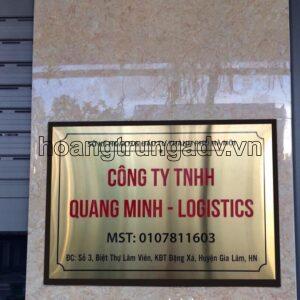 hoangtrungadv.vn
CÔNG TY TNHH
QUANG MINH - LOGISTICS
MST: 0107811603
ĐC: Số 3, Biệt Thự Lâm Viên, KBT Đặng Xá, Huyện Gia Lâm, HN